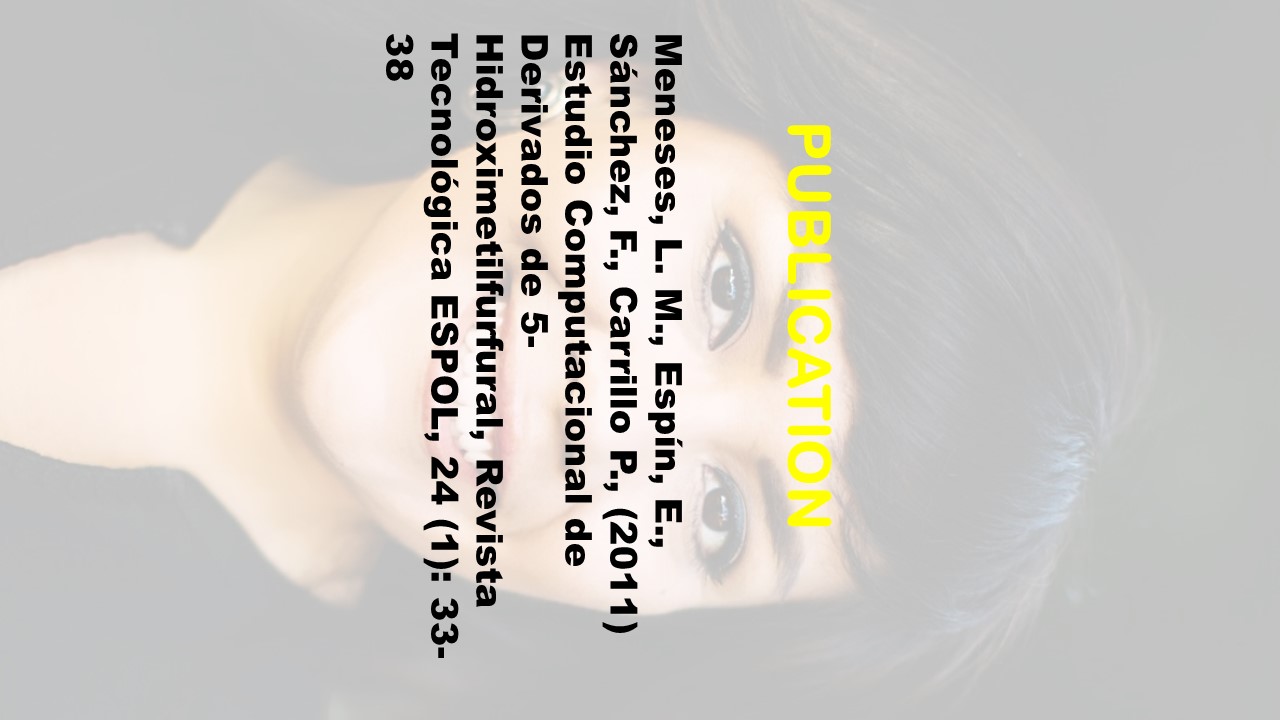 PUBLICATION
Meneses, L. M., Espín, E.,
Sánchez, F., Carrillo P., (2011)
Estudio Computacional de
Derivados de 5-
Hidroximetilfurfural, Revista
Tecnológica ESPOL, 24 (1): 33-
38